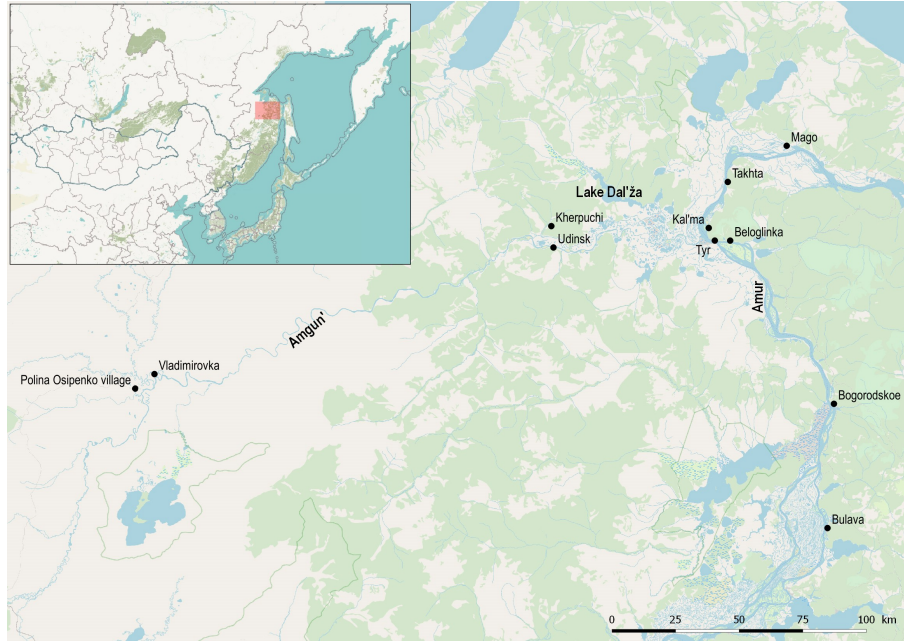 Mago
Takhta
Lake Dal'ža
Kherpuchi
Kal'ma
Beloglinka
Udinsk
Tyr
Amur
Amgun'
Vladimirovka
Polina Osipenko village
Bogorodskoe
Bulava
0 25 50 75 100 km